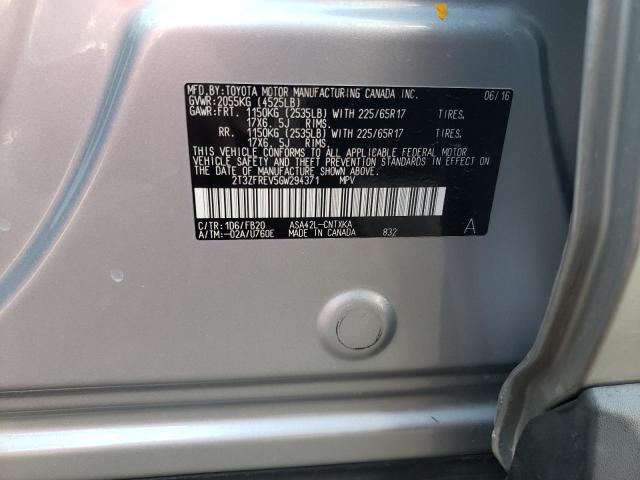 MFD.BY:TOYOTA MOTOR MANUFACTURING CANADA INC. 06/16
GVWR:2055KG (4525LB)
GAWR:FRT. 1150KG (2535LB) WITH 225/65R17 TIRES.
17X6. 5J RIMS.
RR. 1150KG (2535LB) WITH 225/65R17 TIRES.
17X6. 5J RIMS.
THIS VEHICLE CONFORMS TO ALL APPLICABLE FEDERAL MOTOR
VEHICLE SAFETY AND THEFT PREVENTION STANDARDS IN EFFECT ON
THE DATE OF MANUFACTURE SHOWN ABOVE.
2T3ZFREV5GW294371 MPV
C/TR:1D6/FB20 ASA42L-CNTXKA A
A/TM:-02A/U760E MADE IN CANADA 832